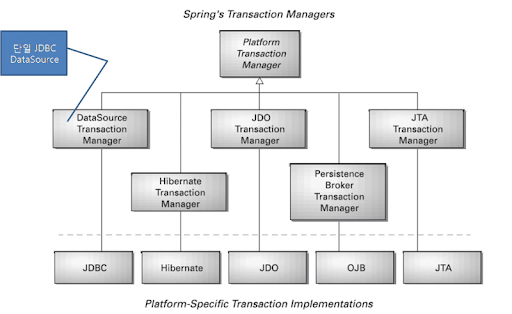 Spring's Transaction Managers
단일 JDBC
DataSource
Platform
Transaction
Manager
DataSource
Transaction
Manager
JDO
Transaction
Manager
JTA
Transaction
Manager
Hibernate
Transaction
Manager
Persistence
Broker
Transaction
Manager
JDBC
Hibernate
JDO
OJB
JTA
Platform-Specific Transaction Implementations